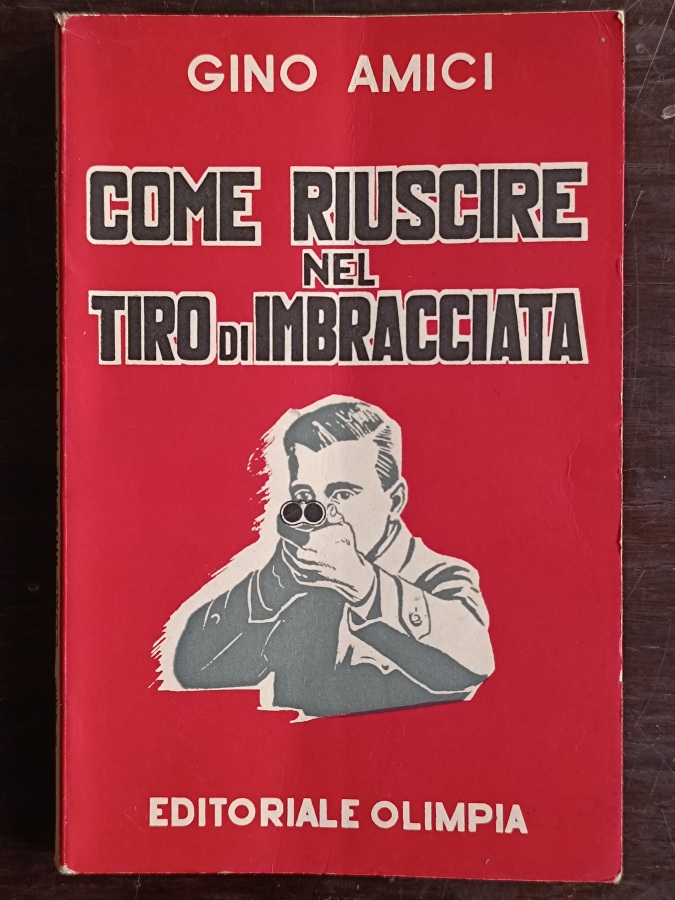 GINO AMICI
COME RIUSCIRE
NEL
TIRO DI IMBRACCIATA
EDITORIALE OLIMPIA